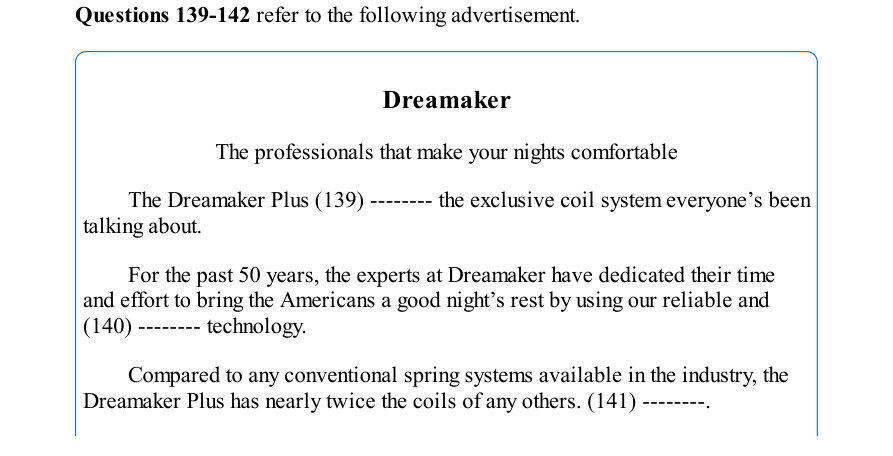 Questions 139-142 refer to the following advertisement.
Dreamaker
The professionals that make your nights comfortable
The Dreamaker Plus (139) -------- the exclusive coil system everyone’s been
talking about.
For the past 50 years, the experts at Dreamaker have dedicated their time
and effort to bring the Americans a good night’s rest by using our reliable and
(140) -------- technology.
Compared to any conventional spring systems available in the industry, the
Dreamaker Plus has nearly twice the coils of any others. (141) --------.